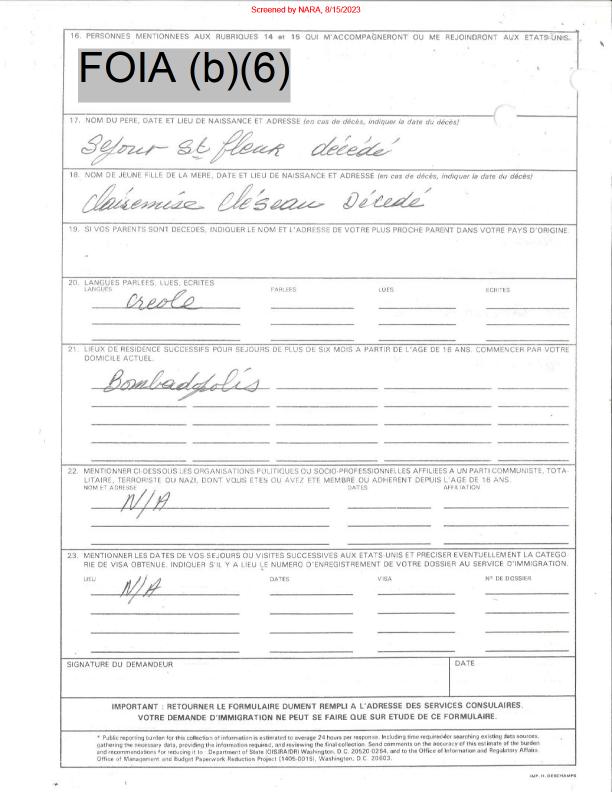 Screened by NARA, 8/15/2023
16. PERSONNES MENTIONNEES AUX RUBRIQUES 14 et 15 QUI M'ACCOMPAGNERONT OU ME REJOINDRONT AUX ETATS-UNIS.
FOIA (b)(6)
17. NOM DU PERE, DATE ET LIEU DE NAISSANCE ET ADRESSE (en cas de décès, indiquer la date du décès)
Sejour St fleur décédé
18. NOM DE JEUNE FILLE DE LA MERE, DATE ET LIEU DE NAISSANCE ET ADRESSE (en cas de décès, indiquer la date du décès)
Clairemise Cléseau Décedé
19. SI VOS PARENTS SONT DECEDES, INDIQUER LE NOM ET L'ADRESSE DE VOTRE PLUS PROCHE PARENT DANS VOTRE PAYS D'ORIGINE.
20. LANGUES PARLEES, LUES, ECRITES
LANGUES PARLEES LUES ECRITES
Creole
21. LIEUX DE RESIDENCE SUCCESSIFS POUR SEJOURS DE PLUS DE SIX MOIS A PARTIR DE L'AGE DE 16 ANS. COMMENCER PAR VOTRE
DOMICILE ACTUEL.
Bombadopolis
22. MENTIONNER CI-DESSOUS LES ORGANISATIONS POLITIQUES OU SOCIO-PROFESSIONNELLES AFFILIEES A UN PARTI COMMUNISTE, TOTA-
LITAIRE, TERRORISTE OU NAZI, DONT VOUS ETES OU AVEZ ETE MEMBRE OU ADHERENT DEPUIS L'AGE DE 16 ANS.
NOM ET ADRESSE DATES AFFILIATION
N/A
23. MENTIONNER LES DATES DE VOS SEJOURS OU VISITES SUCCESSIVES AUX ETATS-UNIS ET PRECISER EVENTUELLEMENT LA CATEGO-
RIE DE VISA OBTENUE. INDIQUER S'IL Y A LIEU LE NUMERO D'ENREGISTREMENT DE VOTRE DOSSIER AU SERVICE D'IMMIGRATION.
LIEU DATES VISA N° DE DOSSIER
N/A
SIGNATURE DU DEMANDEUR DATE
IMPORTANT : RETOURNER LE FORMULAIRE DUMENT REMPLI A L'ADRESSE DES SERVICES CONSULAIRES.
VOTRE DEMANDE D'IMMIGRATION NE PEUT SE FAIRE QUE SUR ETUDE DE CE FORMULAIRE.
* Public reporting burden for this collection of information is estimated to average 24 hours per response. Including time required for searching existing data sources,
gathering the necessary data, providing the information required, and reviewing the final collection. Send comments on the accuracy of this estimate of the burden
and recommendations for reducing it to : Department of State (OIS/RA/DR) Washington, D.C. 20520 0264, and to the Office of Information and Regulatory Affairs,
Office of Management and Budget Paperwork Reduction Project (1405-0015), Washington, D.C. 20603.
IMP. H. DESCHAMPS